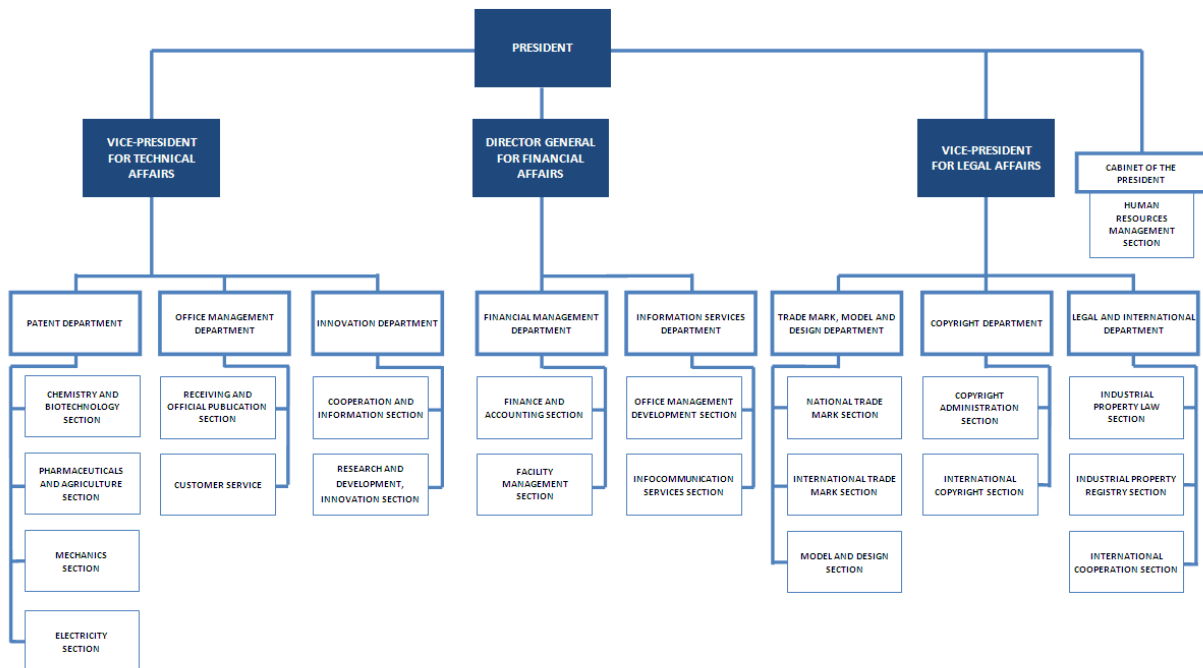 PRESIDENT
VICE-PRESIDENT
FOR TECHNICAL
AFFAIRS
DIRECTOR GENERAL
FOR FINANCIAL
AFFAIRS
VICE-PRESIDENT
FOR LEGAL AFFAIRS
CABINET OF THE
PRESIDENT
HUMAN
RESOURCES
MANAGEMENT
SECTION
PATENT DEPARTMENT
OFFICE MANAGEMENT
DEPARTMENT
INNOVATION DEPARTMENT
FINANCIAL MANAGEMENT
DEPARTMENT
INFORMATION SERVICES
DEPARTMENT
TRADE MARK, MODEL AND
DESIGN DEPARTMENT
COPYRIGHT DEPARTMENT
LEGAL AND INTERNATIONAL
DEPARTMENT
CHEMISTRY AND
BIOTECHNOLOGY
SECTION
RECEIVING AND
OFFICIAL PUBLICATION
SECTION
COOPERATION AND
INFORMATION SECTION
FINANCE AND
ACCOUNTING SECTION
OFFICE MANAGEMENT
DEVELOPMENT SECTION
NATIONAL TRADE
MARK SECTION
COPYRIGHT
ADMINISTRATION
SECTION
INDUSTRIAL
PROPERTY LAW
SECTION
PHARMACEUTICALS
AND AGRICULTURE
SECTION
CUSTOMER SERVICE
RESEARCH AND
DEVELOPMENT,
INNOVATION SECTION
FACILITY
MANAGEMENT
SECTION
INFOCOMMUNICATION
SERVICES SECTION
INTERNATIONAL TRADE
MARK SECTION
INTERNATIONAL
COPYRIGHT SECTION
INDUSTRIAL PROPERTY
REGISTRY SECTION
MECHANICS
SECTION
MODEL AND DESIGN
SECTION
INTERNATIONAL
COOPERATION SECTION
ELECTRICITY
SECTION